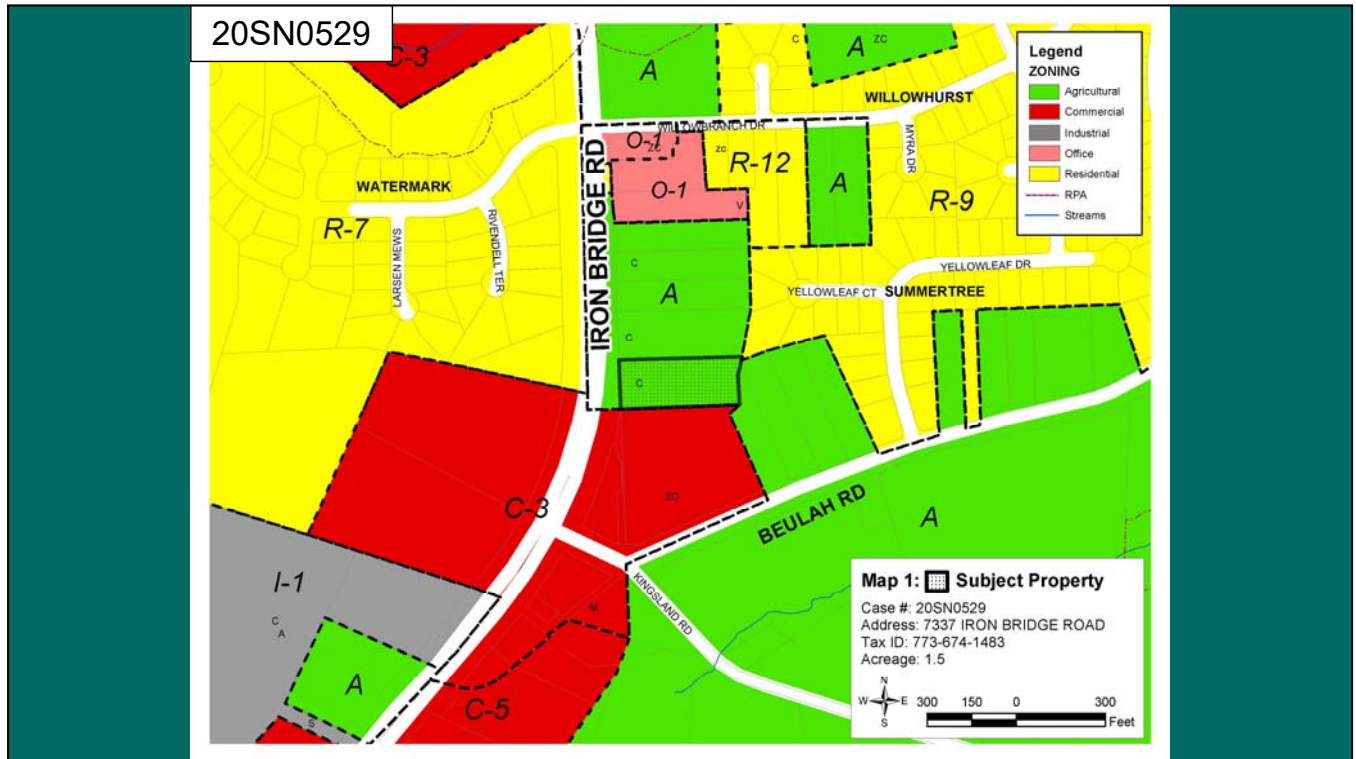 20SN0529
C-3
A
C
A
ZC
Legend
ZONING
Agricultural
Commercial
Industrial
Office
Residential
RPA
Streams
WILLOWHURST
WILLOWBRANCH DR
O-1
ZC
ZC
R-12
MYRA DR
A
R-9
WATERMARK
O-1
V
R-7
RIVENDELL TER
LARSEN MEWS
IRON BRIDGE RD
C
A
YELLOWLEAF DR
YELLOWLEAF CT
SUMMERTREE
C
C
C-3
ZC
BEULAH RD
A
I-1
C
A
M
KINGSLAND RD
A
S
C-5
Map 1: Subject Property
Case #: 20SN0529
Address: 7337 IRON BRIDGE ROAD
Tax ID: 773-674-1483
Acreage: 1.5
N
W E
S
300 150 0 300
Feet